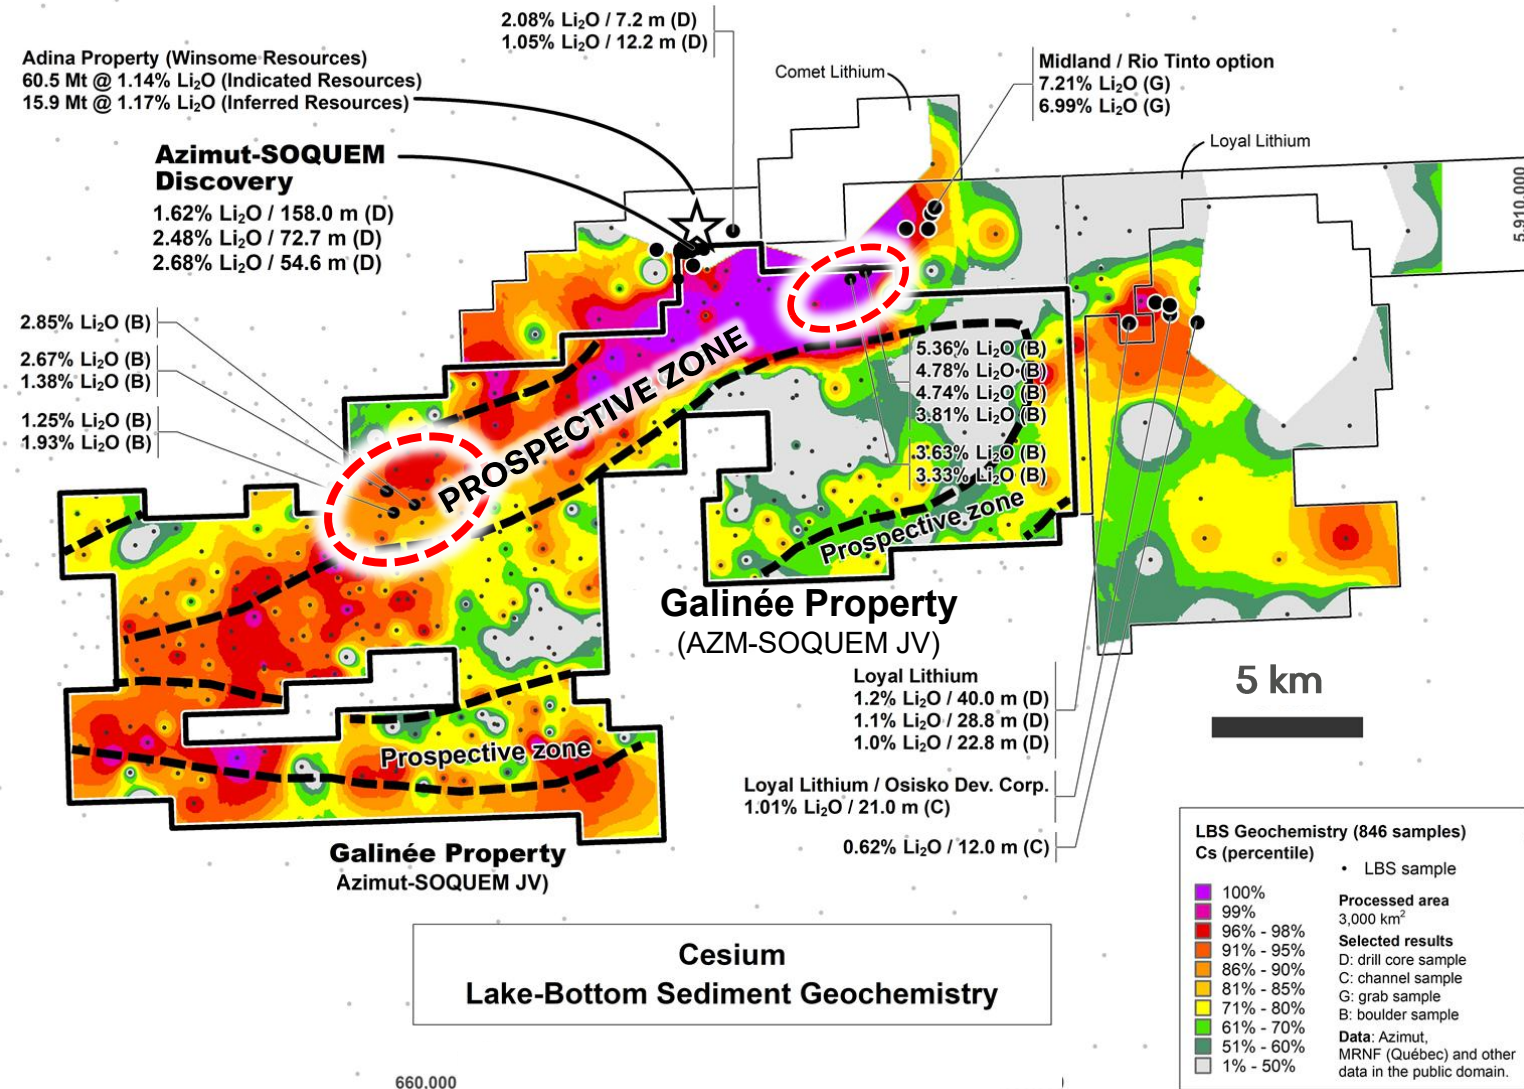 2.08% Li₂O / 7.2 m (D)
1.05% Li₂O / 12.2 m (D)
Adina Property (Winsome Resources)
60.5 Mt @ 1.14% Li₂O (Indicated Resources)
15.9 Mt @ 1.17% Li₂O (Inferred Resources)
Comet Lithium
Midland / Rio Tinto option
7.21% Li₂O (G)
6.99% Li₂O (G)
Loyal Lithium
5.910.000
Azimut-SOQUEM
Discovery
1.62% Li₂O / 158.0 m (D)
2.48% Li₂O / 72.7 m (D)
2.68% Li₂O / 54.6 m (D)
2.85% Li₂O (B)
2.67% Li₂O (B)
1.38% Li₂O (B)
1.25% Li₂O (B)
1.93% Li₂O (B)
PROSPECTIVE ZONE
5.36% Li₂O (B)
4.78% Li₂O (B)
4.74% Li₂O (B)
3.81% Li₂O (B)
3.63% Li₂O (B)
3.33% Li₂O (B)
Prospective zone
Galinée Property
(AZM-SOQUEM JV)
5 km
Loyal Lithium
1.2% Li₂O / 40.0 m (D)
1.1% Li₂O / 28.8 m (D)
1.0% Li₂O / 22.8 m (D)
Prospective zone
Loyal Lithium / Osisko Dev. Corp.
1.01% Li₂O / 21.0 m (C)
0.62% Li₂O / 12.0 m (C)
Galinée Property
Azimut-SOQUEM JV)
Cesium
Lake-Bottom Sediment Geochemistry
LBS Geochemistry (846 samples)
Cs (percentile)
100%
99%
96% - 98%
91% - 95%
86% - 90%
81% - 85%
71% - 80%
61% - 70%
51% - 60%
1% - 50%
LBS sample
Processed area
3,000 km²
Selected results
D: drill core sample
C: channel sample
G: grab sample
B: boulder sample
Data: Azimut,
MRNF (Québec) and other
data in the public domain.
660.000